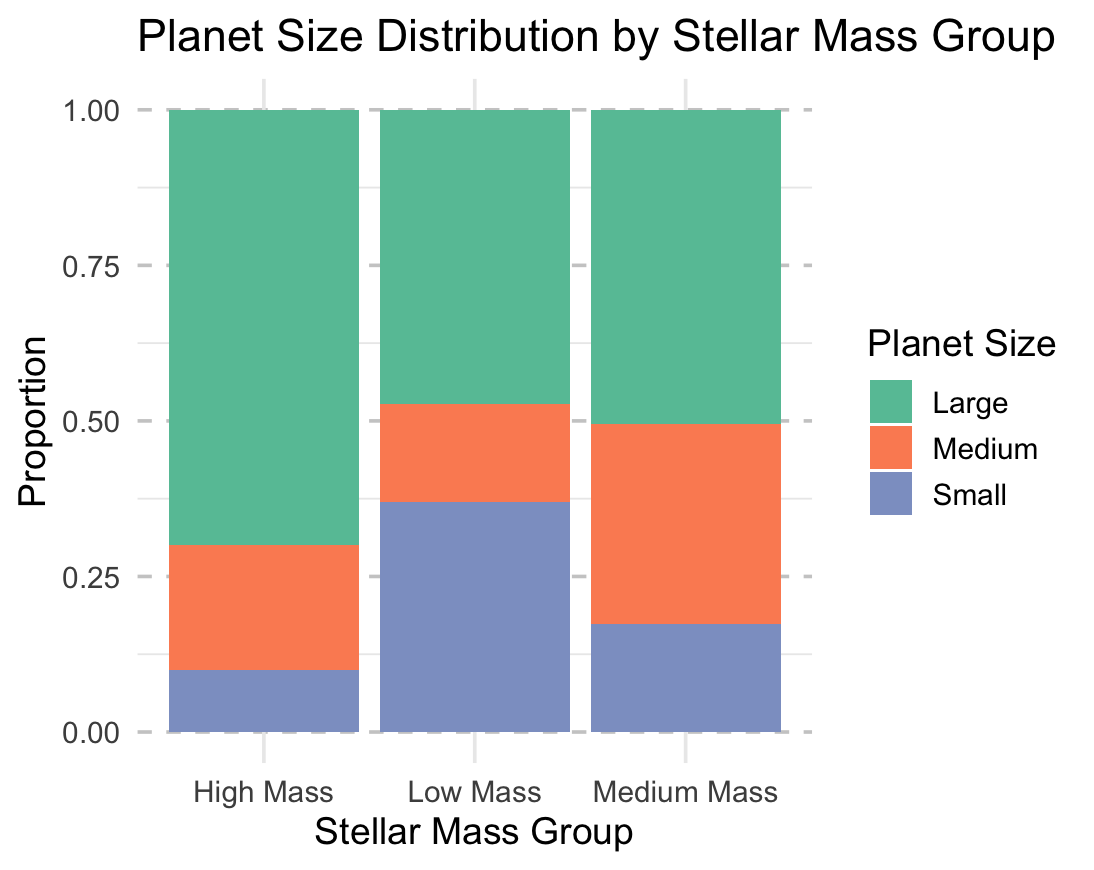 Planet Size Distribution by Stellar Mass Group
1.00
0.75
0.50
0.25
0.00
Proportion
High Mass
Low Mass
Medium Mass
Stellar Mass Group
Planet Size
Large
Medium
Small